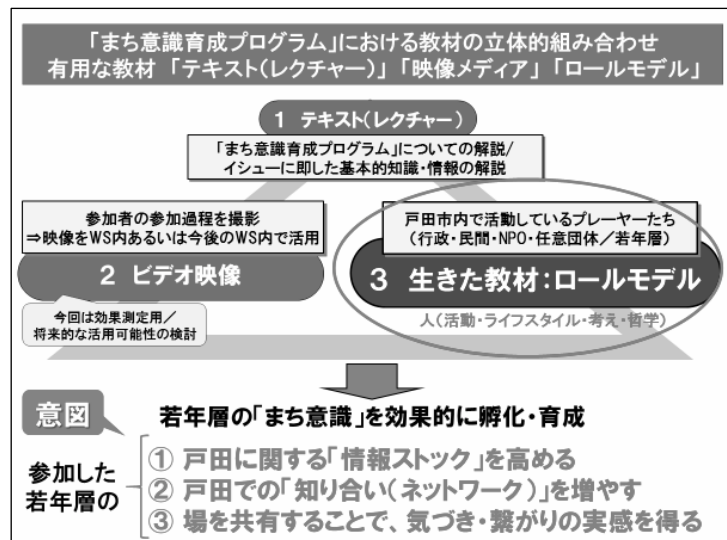 「まち意識育成プログラム」における教材の立体的組み合わせ
有用な教材 「テキスト(レクチャー)」 「映像メディア」 「ロールモデル」
1 テキスト(レクチャー)
「まち意識育成プログラム」についての解説/
イシューに即した基本的知識・情報の解説
参加者の参加過程を撮影
⇒映像をWS内あるいは今後のWS内で活用
2 ビデオ映像
今回は効果測定用/
将来的な活用可能性の検討
戸田市内で活動しているプレーヤーたち
(行政・民間・NPO・任意団体/若年層)
3 生きた教材:ロールモデル
人(活動・ライフスタイル・考え・哲学)
意図
若年層の「まち意識」を効果的に孵化・育成
参加した
若年層の
① 戸田に関する「情報ストック」を高める
② 戸田での「知り合い(ネットワーク)」を増やす
③ 場を共有することで、気づき・繋がりの実感を得る